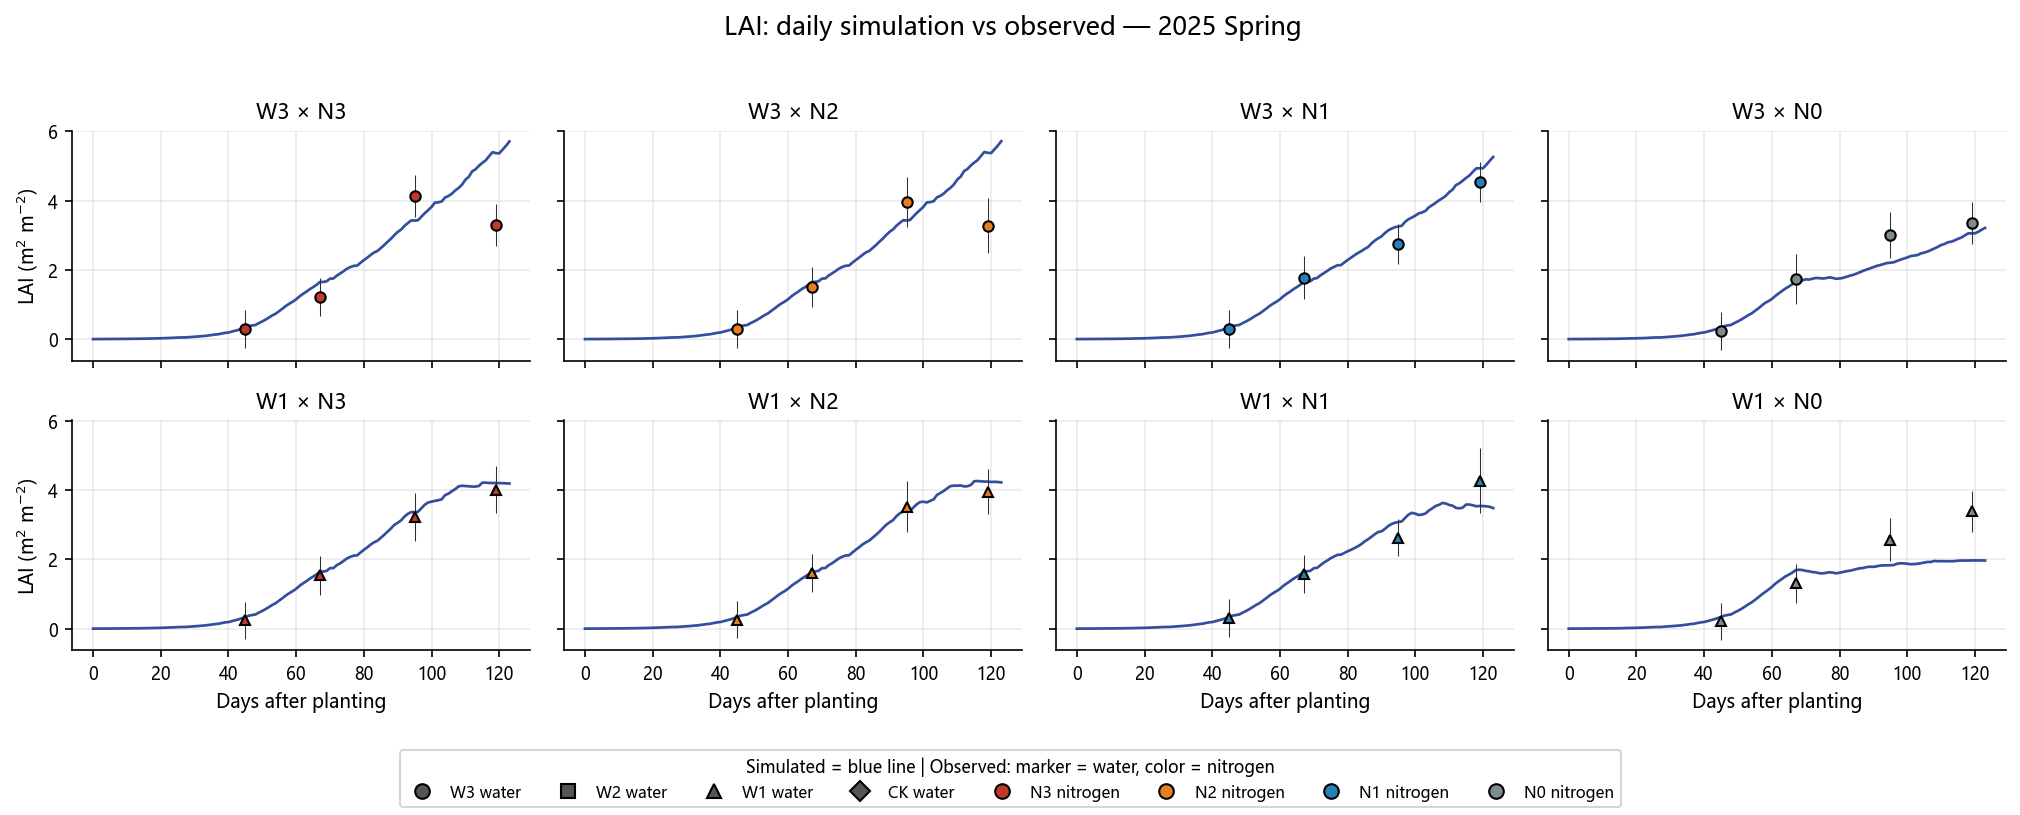 LAI: daily simulation vs observed — 2025 Spring
W3 × N3
W3 × N2
W3 × N1
W3 × N0
LAI (m² m⁻²)
6
4
2
0
W1 × N3
W1 × N2
W1 × N1
W1 × N0
LAI (m² m⁻²)
6
4
2
0
0 20 40 60 80 100 120
0 20 40 60 80 100 120
0 20 40 60 80 100 120
0 20 40 60 80 100 120
Days after planting
Days after planting
Days after planting
Days after planting
Simulated = blue line | Observed: marker = water, color = nitrogen
W3 water W2 water W1 water CK water N3 nitrogen N2 nitrogen N1 nitrogen N0 nitrogen